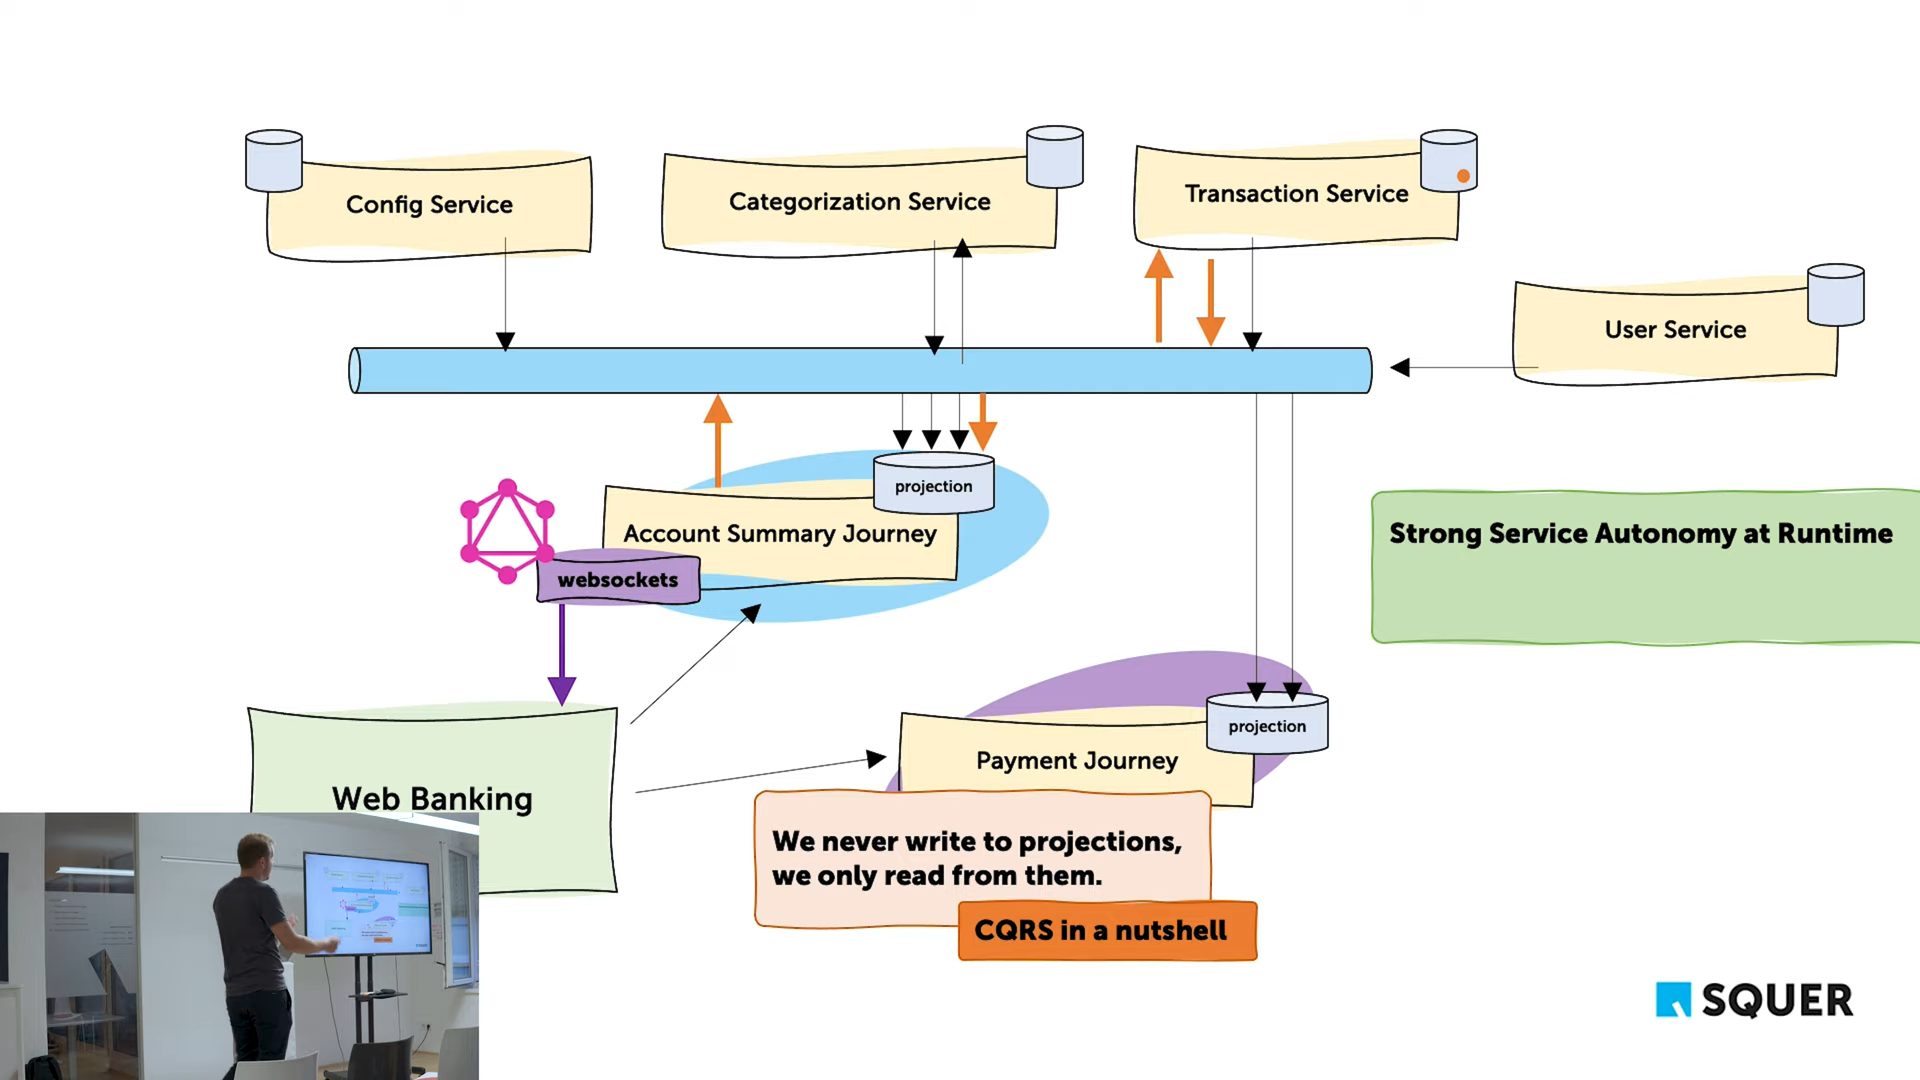 Config Service
Categorization Service
Transaction Service
User Service
projection
Account Summary Journey
websockets
Strong Service Autonomy at Runtime
projection
Payment Journey
Web Banking
We never write to projections,
we only read from them.
CQRS in a nutshell
SQUER